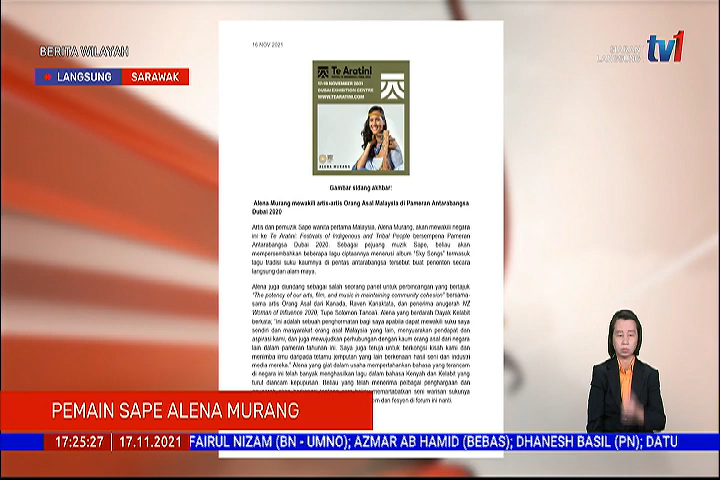 BERITA WILAYAH
LANGSUNG SARAWAK
SIARAN
LANGSUNG
tv1
16 NOV 2021
Te Aratini
17-19 NOVEMBER 2021
DUBAI EXHIBITION CENTRE
WWW.TEARATINI.COM
ALENA MURANG
Gambar sidang akhbar:
Alena Murang mewakili artis-artis Orang Asal Malaysia di Pameran Antarabangsa
Dubai 2020
Artis dan pemuzik Sape wanita pertama Malaysia, Alena Murang, akan mewakili negara
ini ke Te Aratini: Festivals of Indigenous and Tribal People bersempena Pameran
Antarabangsa Dubai 2020. Sebagai pejuang muzik Sape, beliau akan
mempersembahkan beberapa lagu ciptaannya menerusi album "Sky Songs" termasuk
lagu tradisi suku kaumnya di pentas antarabangsa tersebut buat penonton secara
langsung dan alam maya.
Alena juga diundang sebagai salah seorang panel untuk perbincangan yang bertajuk
"The potency of our arts, film, and music in maintaining community cohesion" bersama-
sama artis Orang Asal dari Kanada, Raven Kanatakta, dan penerima anugerah NZ
Woman of Influence 2020, Tupe Solomon Tanoa'i. Alena yang berdarah Dayak Kelabit
berkata; "Ini adalah sebuah penghormatan bagi saya apabila dapat mewakili suku saya
sendiri dan masyarakat orang asal Malaysia yang lain, menyuarakan pendapat dan
aspirasi kami, dan juga mewujudkan perhubungan dengan kaum orang asal dari negara
lain dalam pameran tahunan ini. Saya juga teruja untuk berkongsi kisah kami dan
menimba ilmu daripada tetamu jemputan yang lain berkenaan hasil seni dan industri
media mereka." Alena yang giat dalam usaha mempertahankan bahasa yang terancam
di negara ini telah banyak menghasilkan lagu dalam bahasa Kenyah dan Kelabit yang
turut diancam kepupusan. Beliau yang telah menerima pelbagai penghargaan dan
memartabatkan seni warisan sukunya
dan fesyen di forum ini nanti.
PEMAIN SAPE ALENA MURANG
17:25:27 17.11.2021 FAIRUL NIZAM (BN - UMNO); AZMAR AB HAMID (BEBAS); DHANESH BASIL (PN); DATU